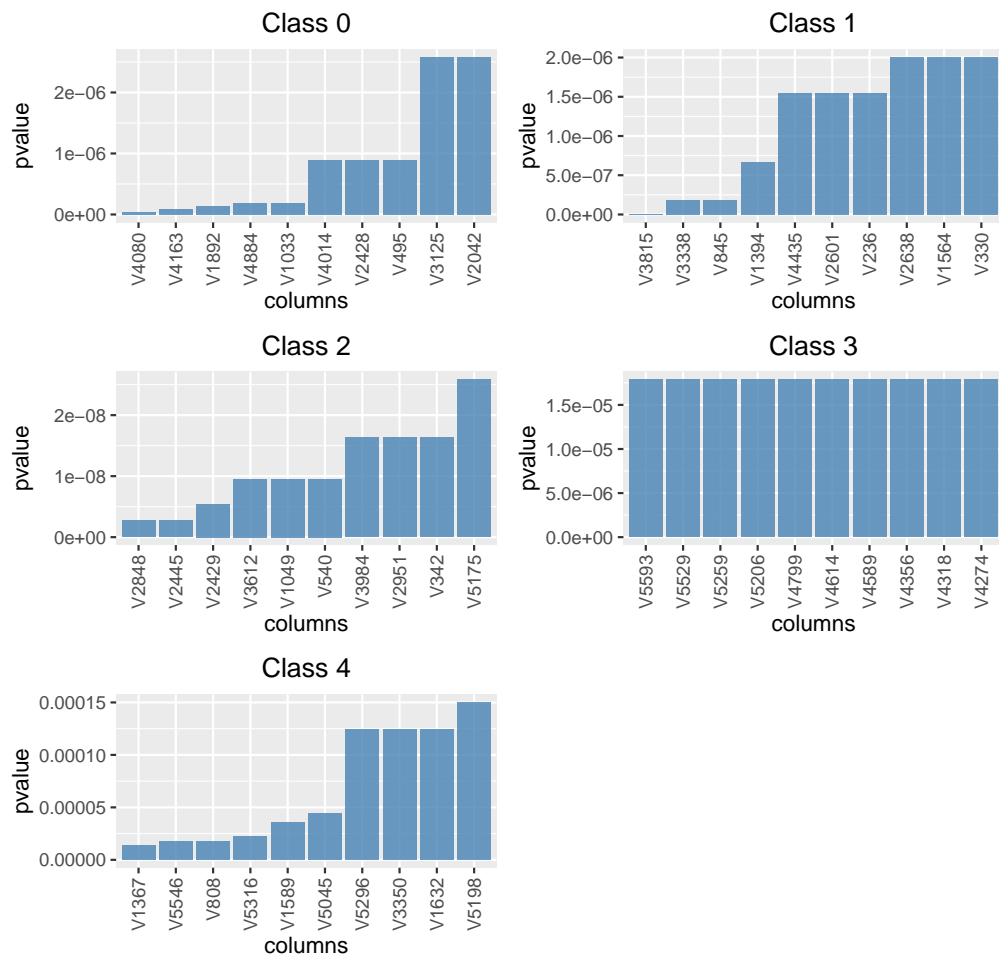 Class 0
pvalue
2e−06
1e−06
0e+00
V4080
V4163
V1892
V4884
V1033
V4014
V2428
V495
V3125
V2042
columns
Class 1
pvalue
2.0e−06
1.5e−06
1.0e−06
5.0e−07
0.0e+00
V3815
V3338
V845
V1394
V4435
V2601
V236
V2638
V1564
V330
columns
Class 2
pvalue
2e−08
1e−08
0e+00
V2848
V2445
V2429
V3612
V1049
V540
V3984
V2951
V342
V5175
columns
Class 3
pvalue
1.5e−05
1.0e−05
5.0e−06
0.0e+00
V5593
V5529
V5259
V5206
V4799
V4614
V4589
V4356
V4318
V4274
columns
Class 4
pvalue
0.00015
0.00010
0.00005
0.00000
V1367
V5546
V808
V5316
V1589
V5045
V5296
V3350
V1632
V5198
columns